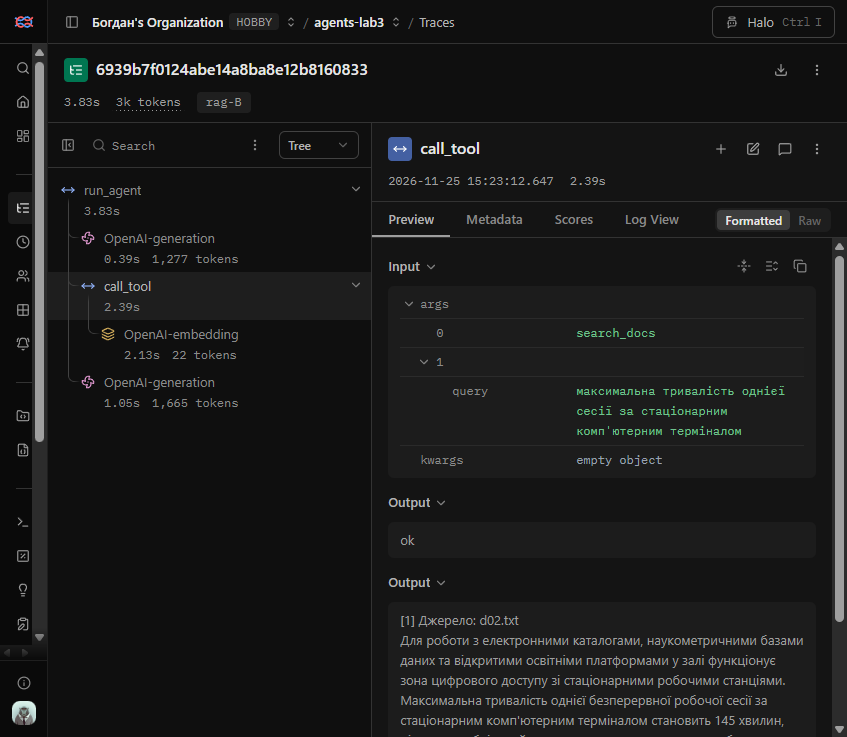 Богдан's Organization HOBBY / agents-lab3 / Traces
Halo Ctrl I
6939b7f0124abe14a8ba8e12b8160833
3.83s 3k tokens rag-B
Search
Tree
run_agent
3.83s
OpenAI-generation
0.39s 1,277 tokens
call_tool
2.39s
OpenAI-embedding
2.13s 22 tokens
OpenAI-generation
1.05s 1,665 tokens
call_tool
2026-11-25 15:23:12.647 2.39s
Preview Metadata Scores Log View Formatted Raw
Input
args
0 search_docs
1
query максимальна тривалість однієї
сесії за стаціонарним
комп'ютерним терміналом
kwargs empty object
Output
ok
Output
[1] Джерело: d02.txt
Для роботи з електронними каталогами, наукометричними базами
даних та відкритими освітніми платформами у залі функціонує
зона цифрового доступу зі стаціонарними робочими станціями.
Максимальна тривалість однієї безперервної робочої сесії за
стаціонарним комп'ютерним терміналом становить 145 хвилин,